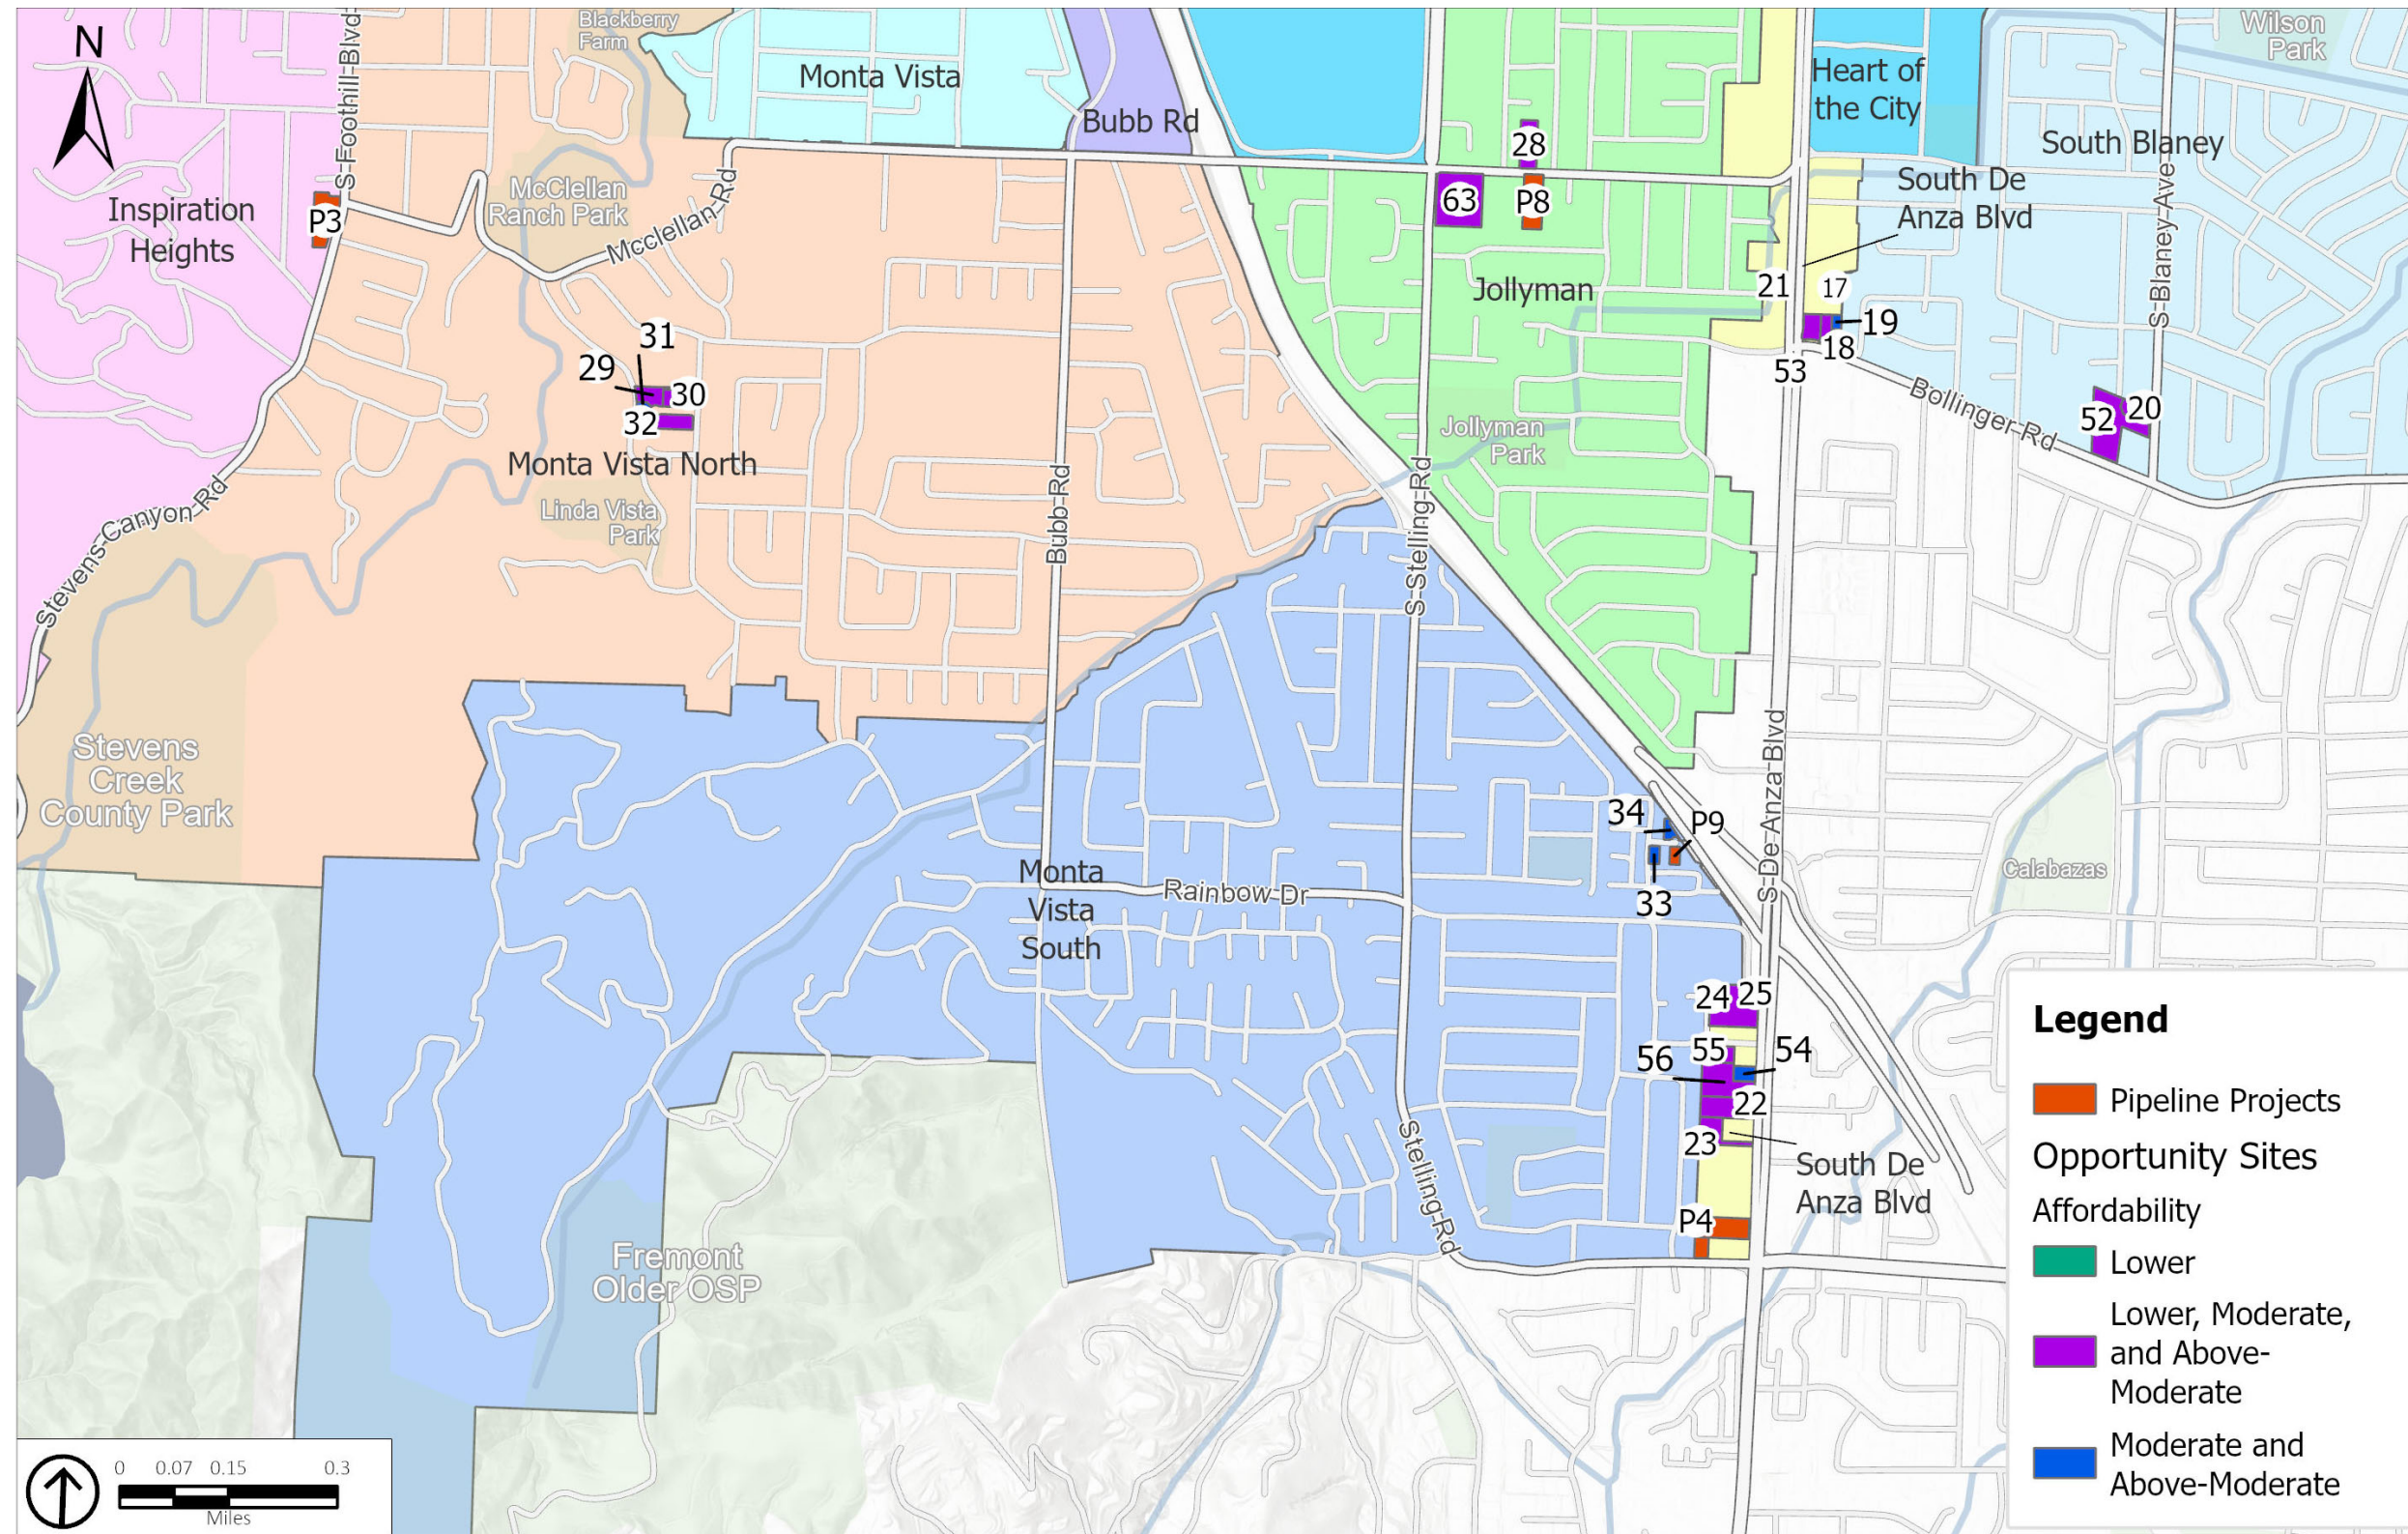 N
S-Foothill-Blvd
Blackberry
Farm
Monta Vista
Bubb Rd
Heart of
the City
Wilson
Park
South Blaney
28
McClellan
Ranch Park
Mcclellan-Rd
Inspiration
Heights
P3
63
P8
South De
Anza Blvd
S-Blaney-Ave
Jollyman
21
17
19
18
53
31
29
30
32
Bollinger-Rd
52
20
Jollyman
Park
Monta Vista North
Linda Vista
Park
Bubb-Rd
S-Stelling-Rd
Stevens-Canyon-Rd
Stevens
Creek
County Park
S-De-Anza-Blvd
34
P9
33
Calabazas
Monta
Vista
South
Rainbow-Dr
24
25
56
55
54
22
23
South De
Anza Blvd
Stelling-Rd
P4
Fremont
Older OSP
Legend
Pipeline Projects
Opportunity Sites
Affordability
Lower
Lower, Moderate,
and Above-
Moderate
Moderate and
Above-Moderate
0 0.07 0.15 0.3
Miles